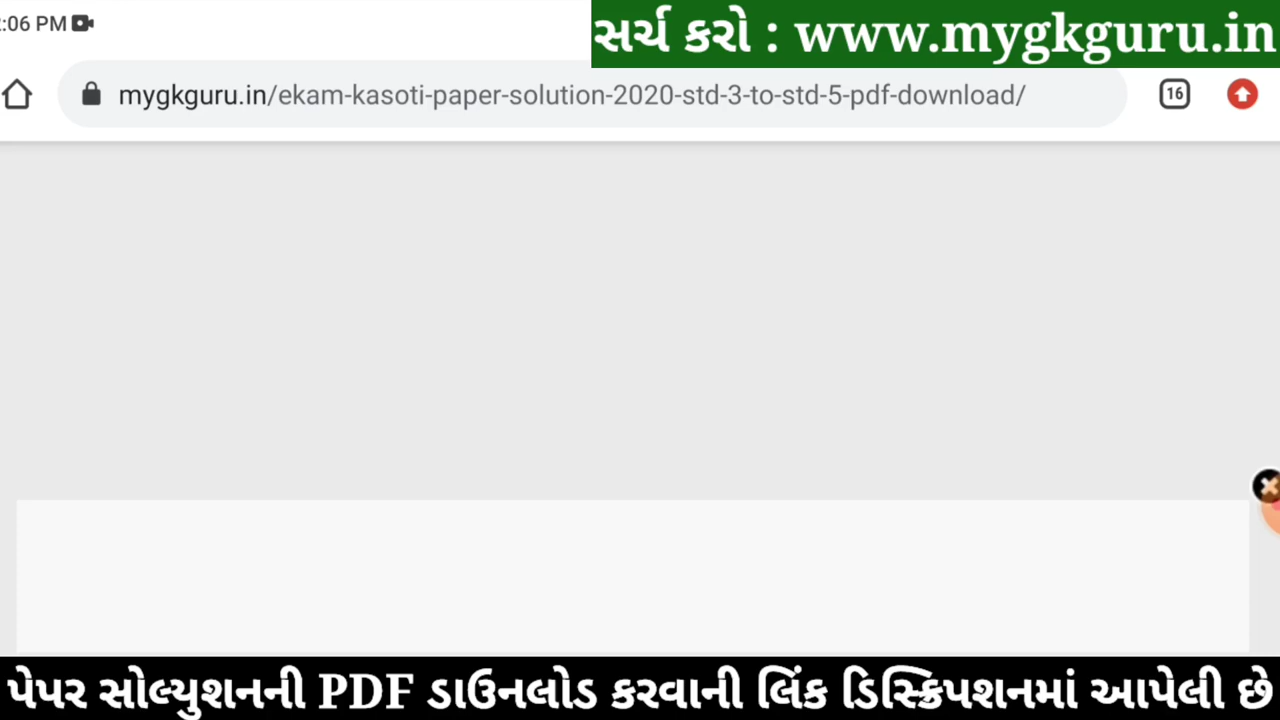 :06 PM
સર્ચ કરો : www.mygkguru.in
mygkguru.in/ekam-kasoti-paper-solution-2020-std-3-to-std-5-pdf-download/
16
પેપર સોલ્યુશનની PDF ડાઉનલોડ કરવાની લિંક ડિસ્ક્રિપશનમાં આપેલી છે